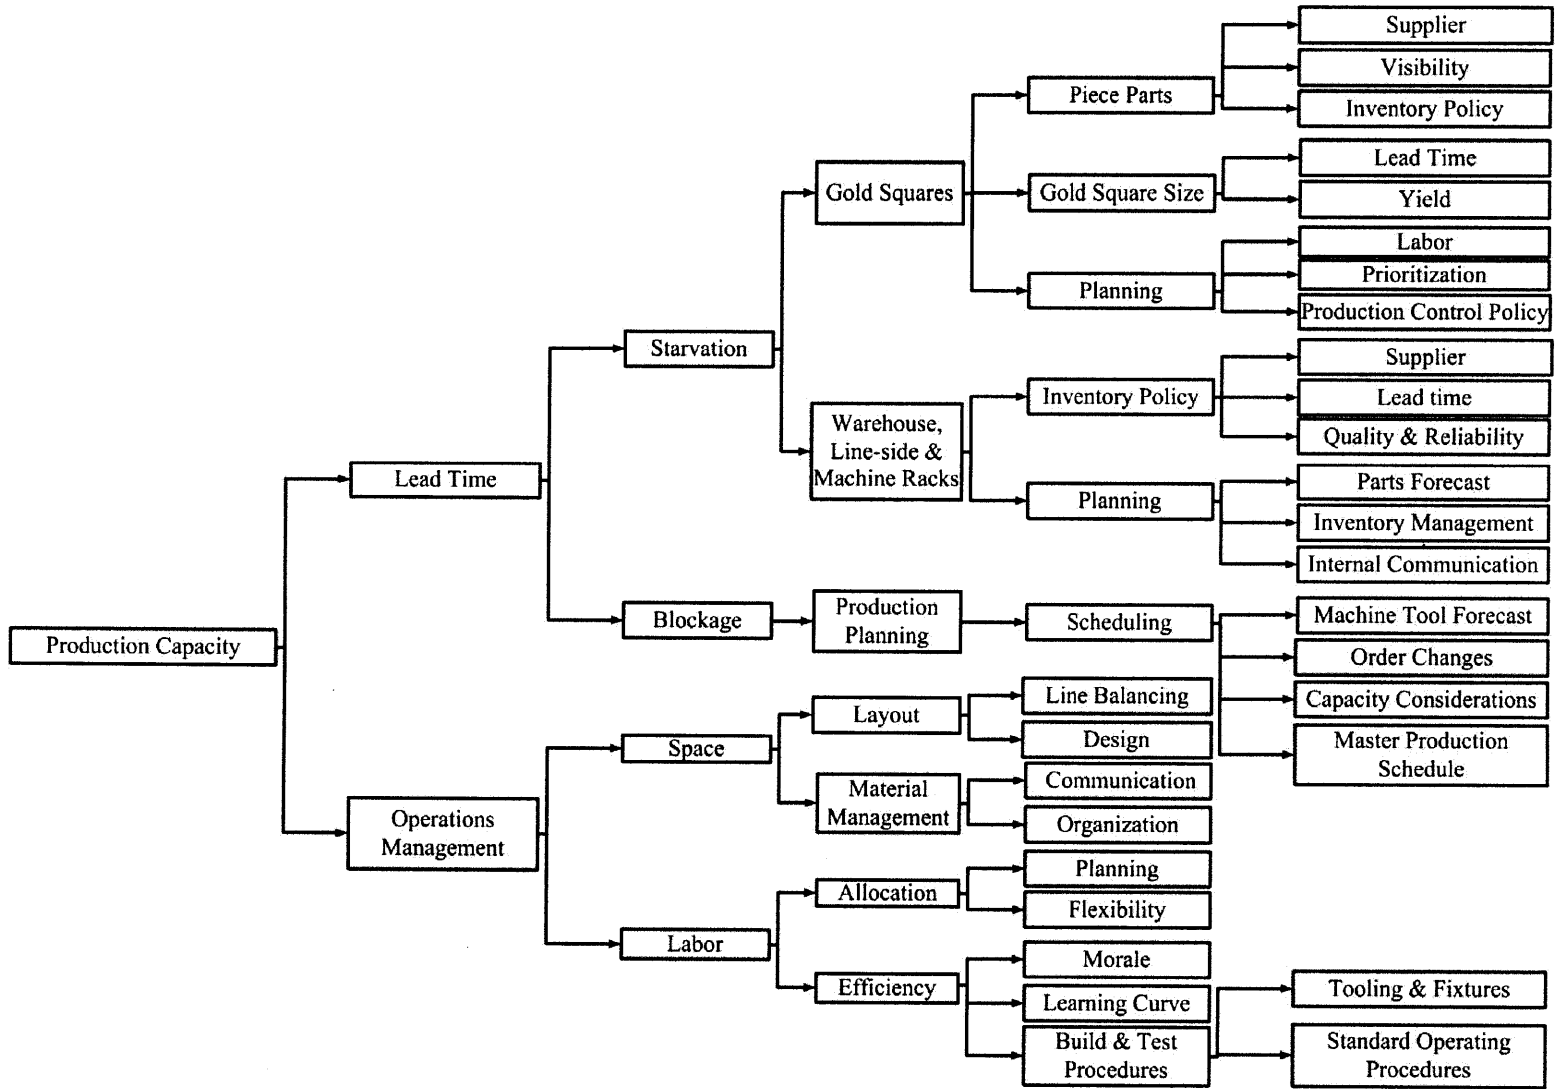 Supplier
Visibility
Piece Parts
Inventory Policy
Lead Time
Gold Squares
Gold Square Size
Yield
Labor
Prioritization
Planning
Production Control Policy
Starvation
Supplier
Inventory Policy
Lead time
Warehouse,
Line-side &
Machine Racks
Quality & Reliability
Lead Time
Parts Forecast
Planning
Inventory Management
Internal Communication
Blockage
Production
Planning
Scheduling
Machine Tool Forecast
Production Capacity
Order Changes
Line Balancing
Capacity Considerations
Layout
Design
Master Production
Schedule
Space
Communication
Material
Management
Organization
Operations
Management
Planning
Allocation
Flexibility
Labor
Morale
Efficiency
Learning Curve
Tooling & Fixtures
Build & Test
Procedures
Standard Operating
Procedures